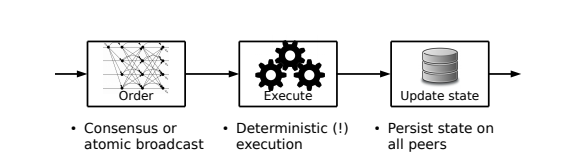 Order
Execute
Update state
• Consensus or
atomic broadcast
• Deterministic (!)
execution
• Persist state on
all peers